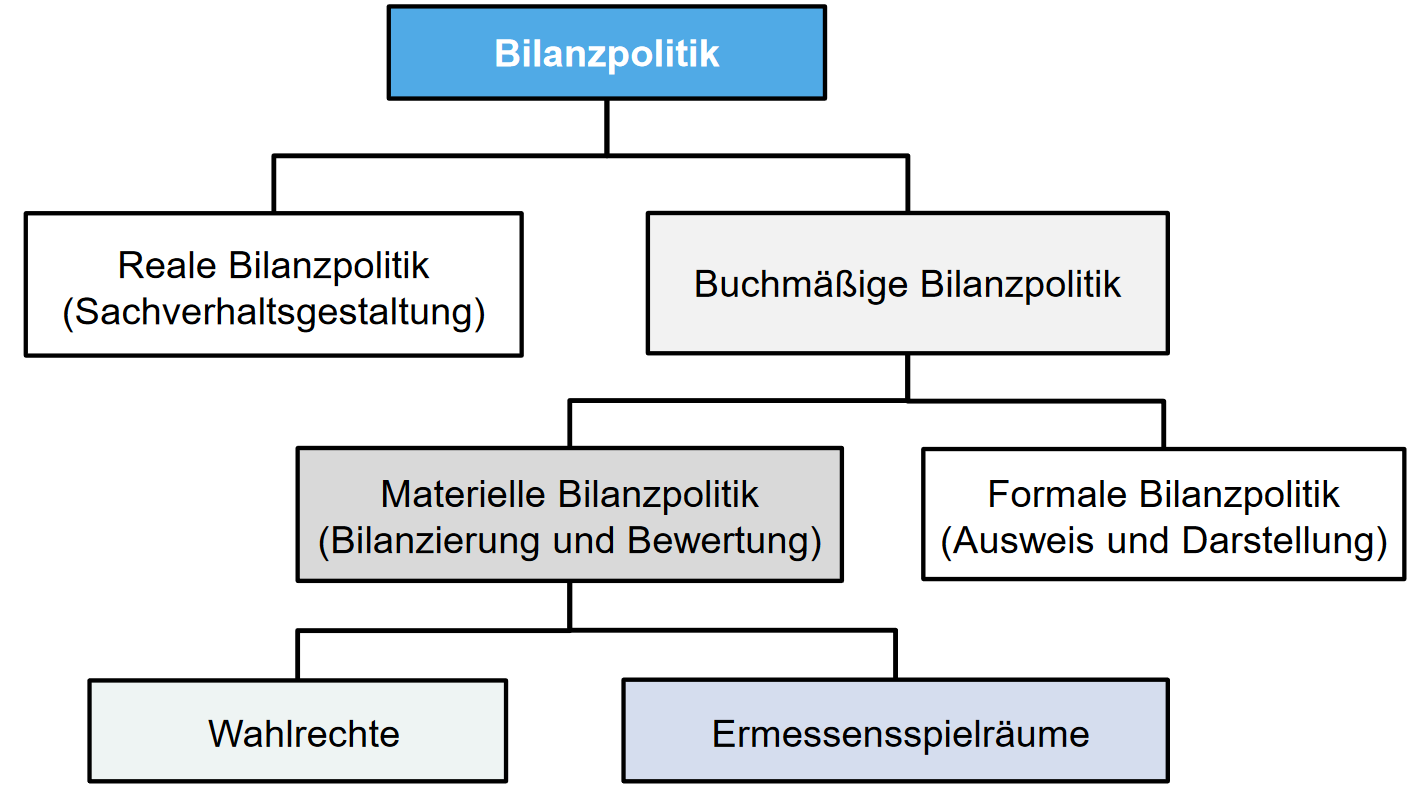 Bilanzpolitik
Reale Bilanzpolitik
(Sachverhaltsgestaltung)
Buchmäßige Bilanzpolitik
Materielle Bilanzpolitik
(Bilanzierung und Bewertung)
Formale Bilanzpolitik
(Ausweis und Darstellung)
Wahlrechte
Ermessensspielräume